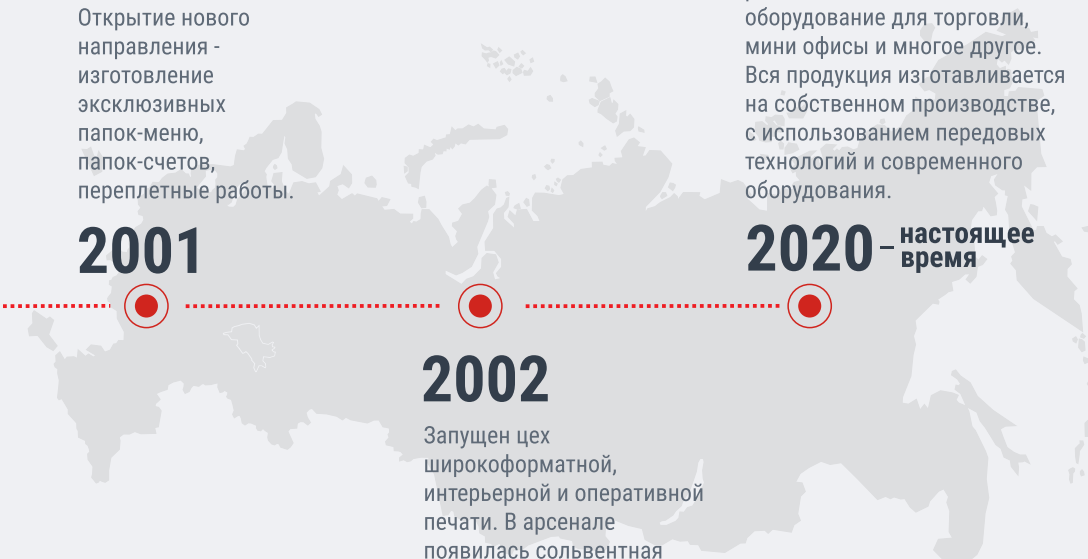 Открытие нового
направления -
изготовление
эксклюзивных
папок-меню,
папок-счетов,
переплетные работы.
2001
2002
Запущен цех
широкоформатной,
интерьерной и оперативной
печати. В арсенале
появилась сольвентная
оборудование для торговли,
мини офисы и многое другое.
Вся продукция изготавливается
на собственном производстве,
с использованием передовых
технологий и современного
оборудования.
2020 – настоящее
время